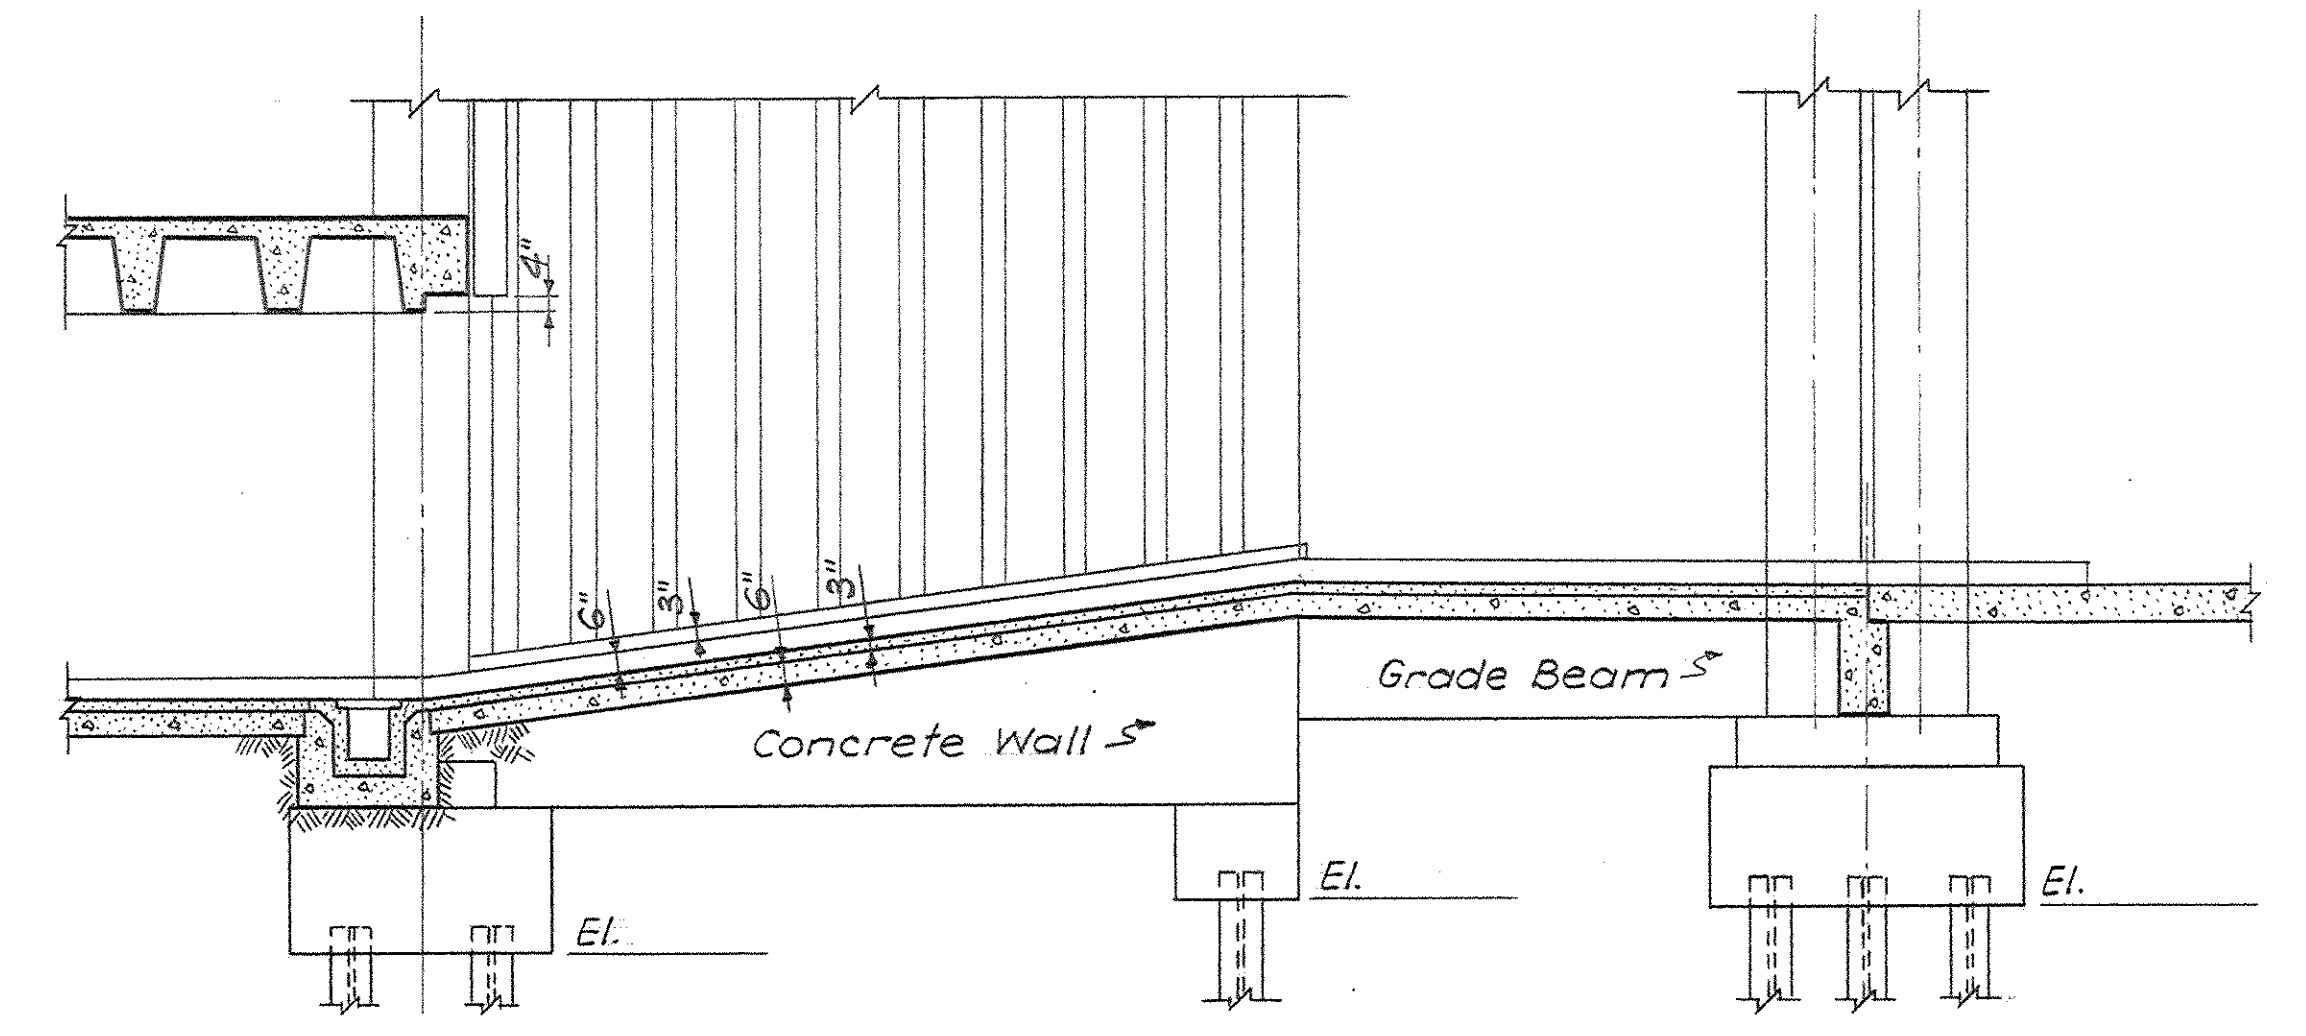 4"
6"
3"
6"
3"
Grade Beam
Concrete Wall
El.
El.
El.